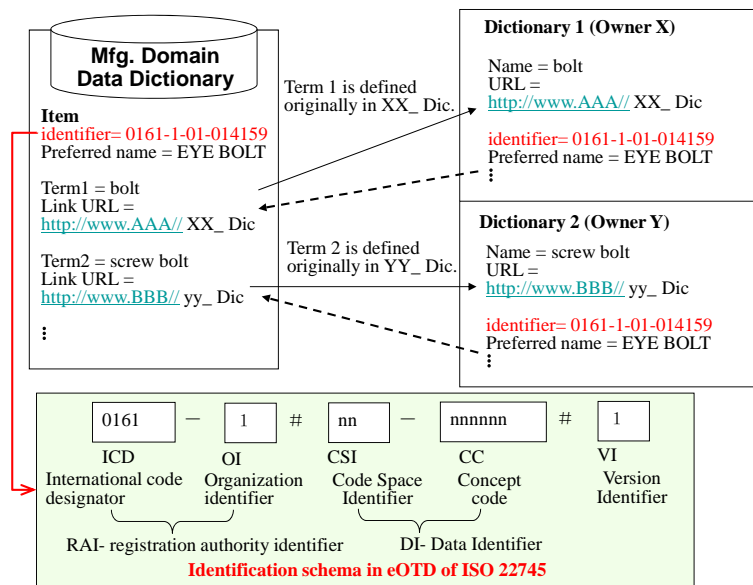 Mfg. Domain
Data Dictionary
Item
identifier= 0161-1-01-014159
Preferred name = EYE BOLT
Term1 = bolt
Link URL =
http://www.AAA// XX_ Dic
Term2 = screw bolt
Link URL =
http://www.BBB// yy_ Dic
⋮
Term 1 is defined
originally in XX_ Dic.
Term 2 is defined
originally in YY_ Dic.
Dictionary 1 (Owner X)
Name = bolt
URL =
http://www.AAA// XX_ Dic
identifier= 0161-1-01-014159
Preferred name = EYE BOLT
⋮
Dictionary 2 (Owner Y)
Name = screw bolt
URL =
http://www.BBB// yy_ Dic
identifier= 0161-1-01-014159
Preferred name = EYE BOLT
⋮
0161 － 1 # nn － nnnnnn # 1
ICD OI CSI CC VI
International code Organization Code Space Concept Version
designator identifier Identifier code Identifier
RAI- registration authority identifier DI- Data Identifier
Identification schema in eOTD of ISO 22745